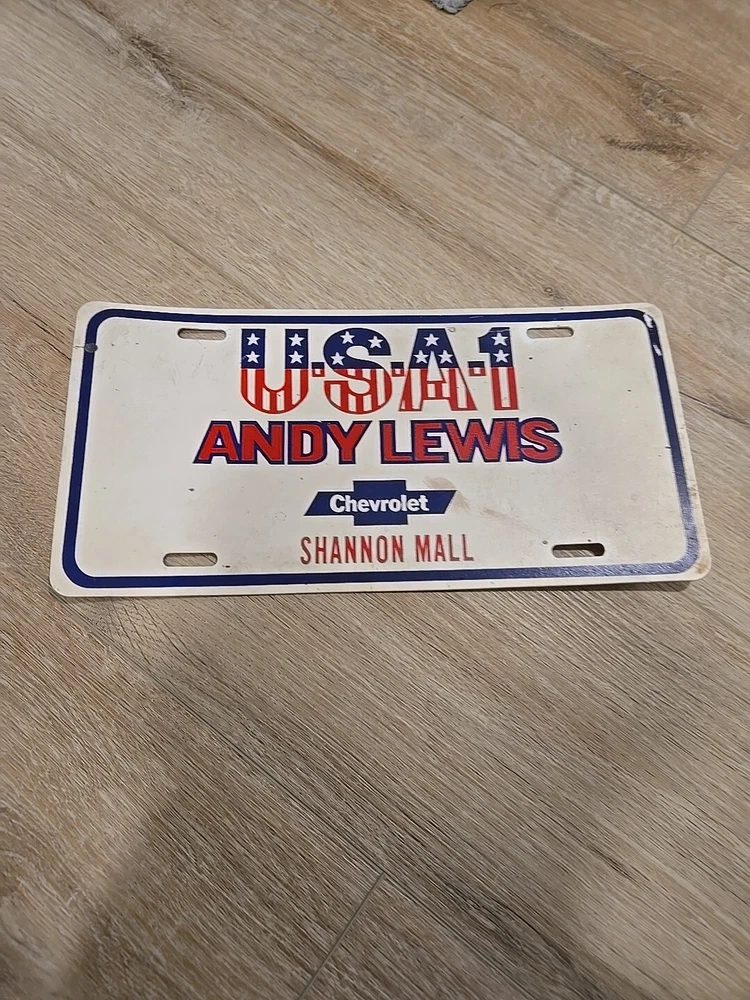 U.S.A.1
ANDY LEWIS
Chevrolet
SHANNON MALL